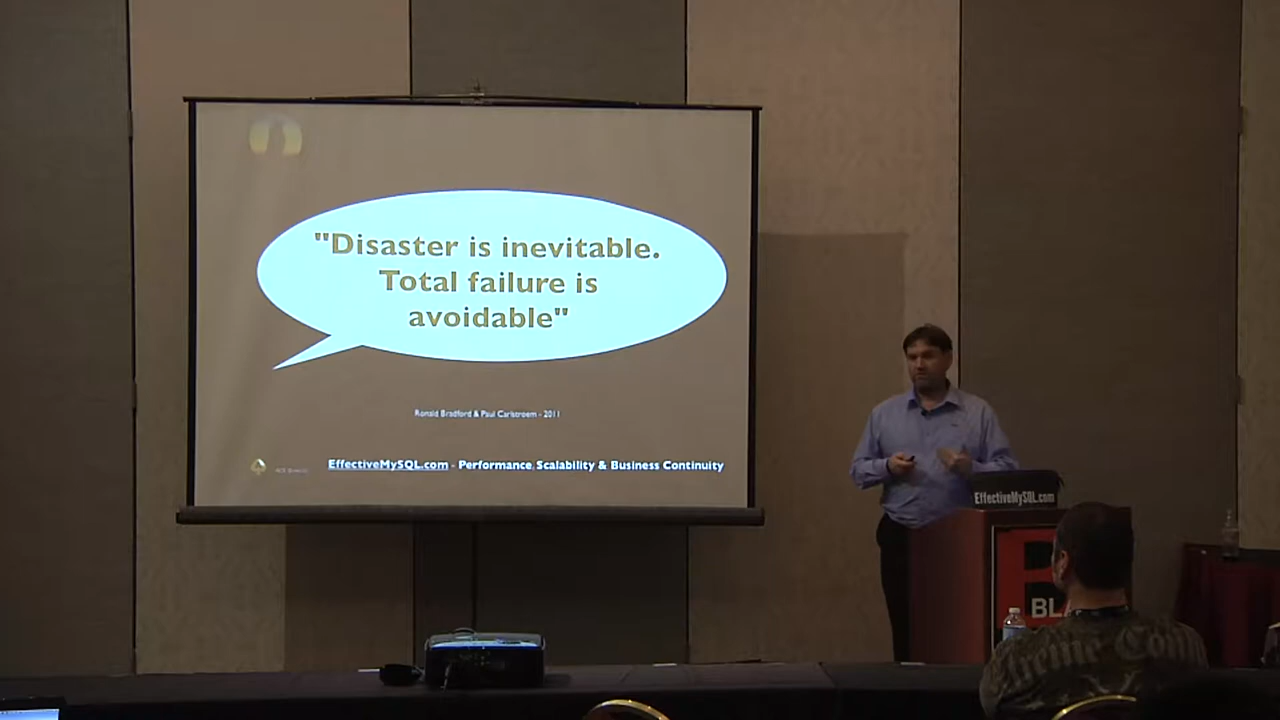 "Disaster is inevitable.
Total failure is
avoidable"
Ronald Bradford & Paul Carlstroem - 2011
EffectiveMySQL.com - Performance, Scalability & Business Continuity
EffectiveMySQL.com
BLA